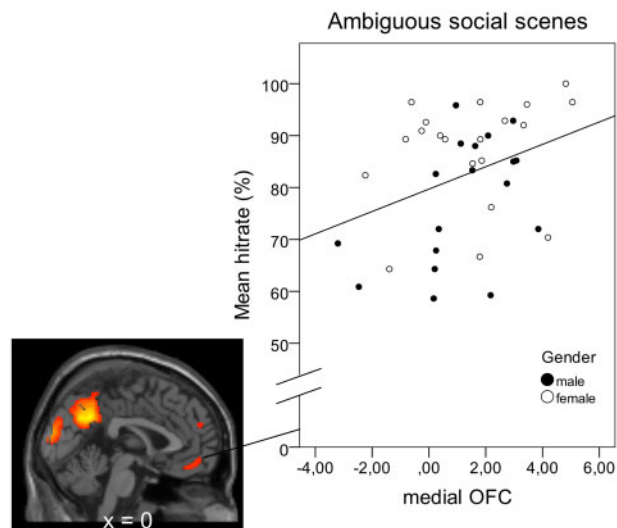 Ambiguous social scenes
Mean hitrate (%)
100
90
80
70
60
50
0
Gender
male
female
-4,00
-2,00
,00
2,00
4,00
6,00
medial OFC
x = 0